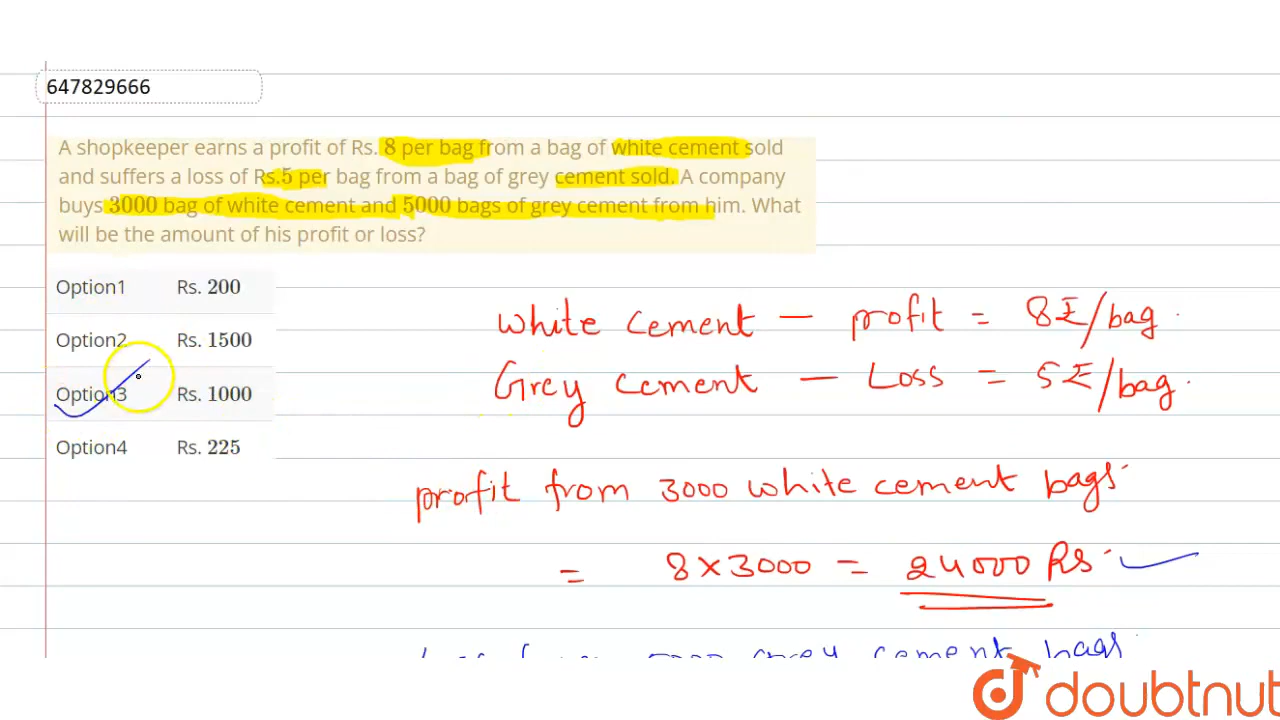 647829666
A shopkeeper earns a profit of Rs. 8 per bag from a bag of white cement sold
and suffers a loss of Rs.5 per bag from a bag of grey cement sold. A company
buys 3000 bag of white cement and 5000 bags of grey cement from him. What
will be the amount of his profit or loss?
Option1 Rs. 200
Option2 Rs. 1500
Option3 Rs. 1000
Option4 Rs. 225
White cement — profit = 8₹/bag.
Grey cement — Loss = 5₹/bag.
profit from 3000 white cement bags
= 8×3000 = 24000 Rs.
5000 grey cement bags
doubtnut